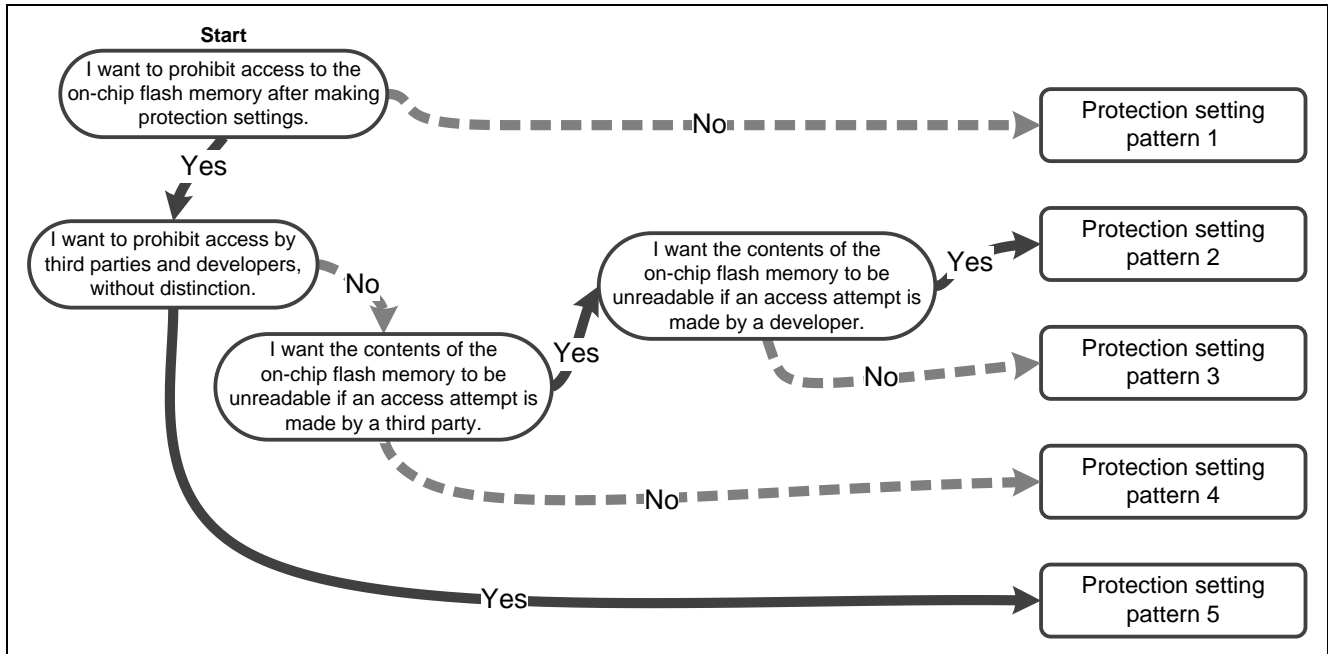 Start
I want to prohibit access to the
on-chip flash memory after making
protection settings.
No
Protection setting
pattern 1
Yes
I want to prohibit access by
third parties and developers,
without distinction.
No
I want the contents of the
on-chip flash memory to be
unreadable if an access attempt is
made by a third party.
Yes
I want the contents of the
on-chip flash memory to be
unreadable if an access attempt is
made by a developer.
Yes
Protection setting
pattern 2
No
Protection setting
pattern 3
No
Protection setting
pattern 4
Yes
Protection setting
pattern 5